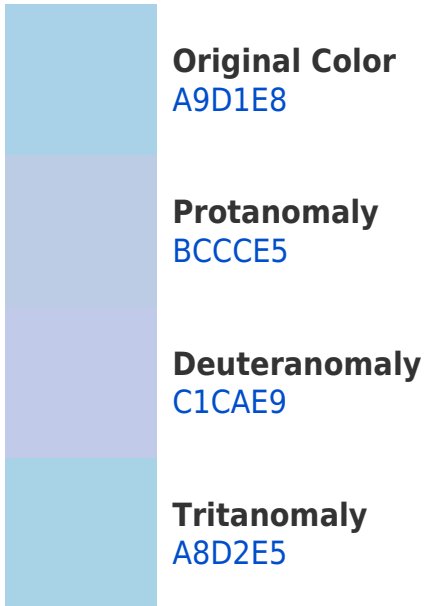 Original Color
A9D1E8
Protanomaly
BCCCE5
Deuteranomaly
C1CAE9
Tritanomaly
A8D2E5